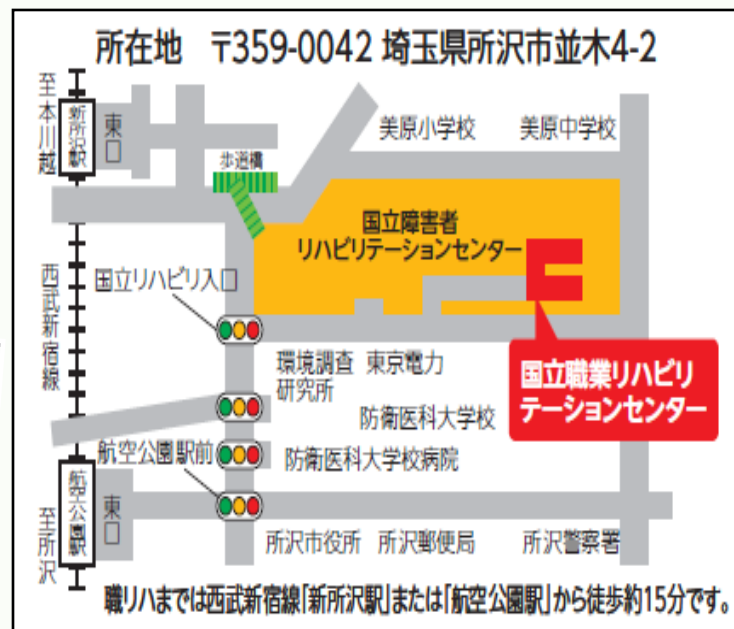 所在地 〒359-0042 埼玉県所沢市並木4-2
至本川越
新所沢駅
東口
歩道橋
美原小学校
美原中学校
国立障害者
リハビリテーションセンター
西武新宿線
国立リハビリ入口
環境調査
研究所
東京電力
国立職業リハビリ
テーションセンター
防衛医科大学校
航空公園駅前
防衛医科大学校病院
航空公園駅
東口
至所沢
所沢市役所
所沢郵便局
所沢警察署
職リハまでは西武新宿線「新所沢駅」または「航空公園駅」から徒歩約15分です。